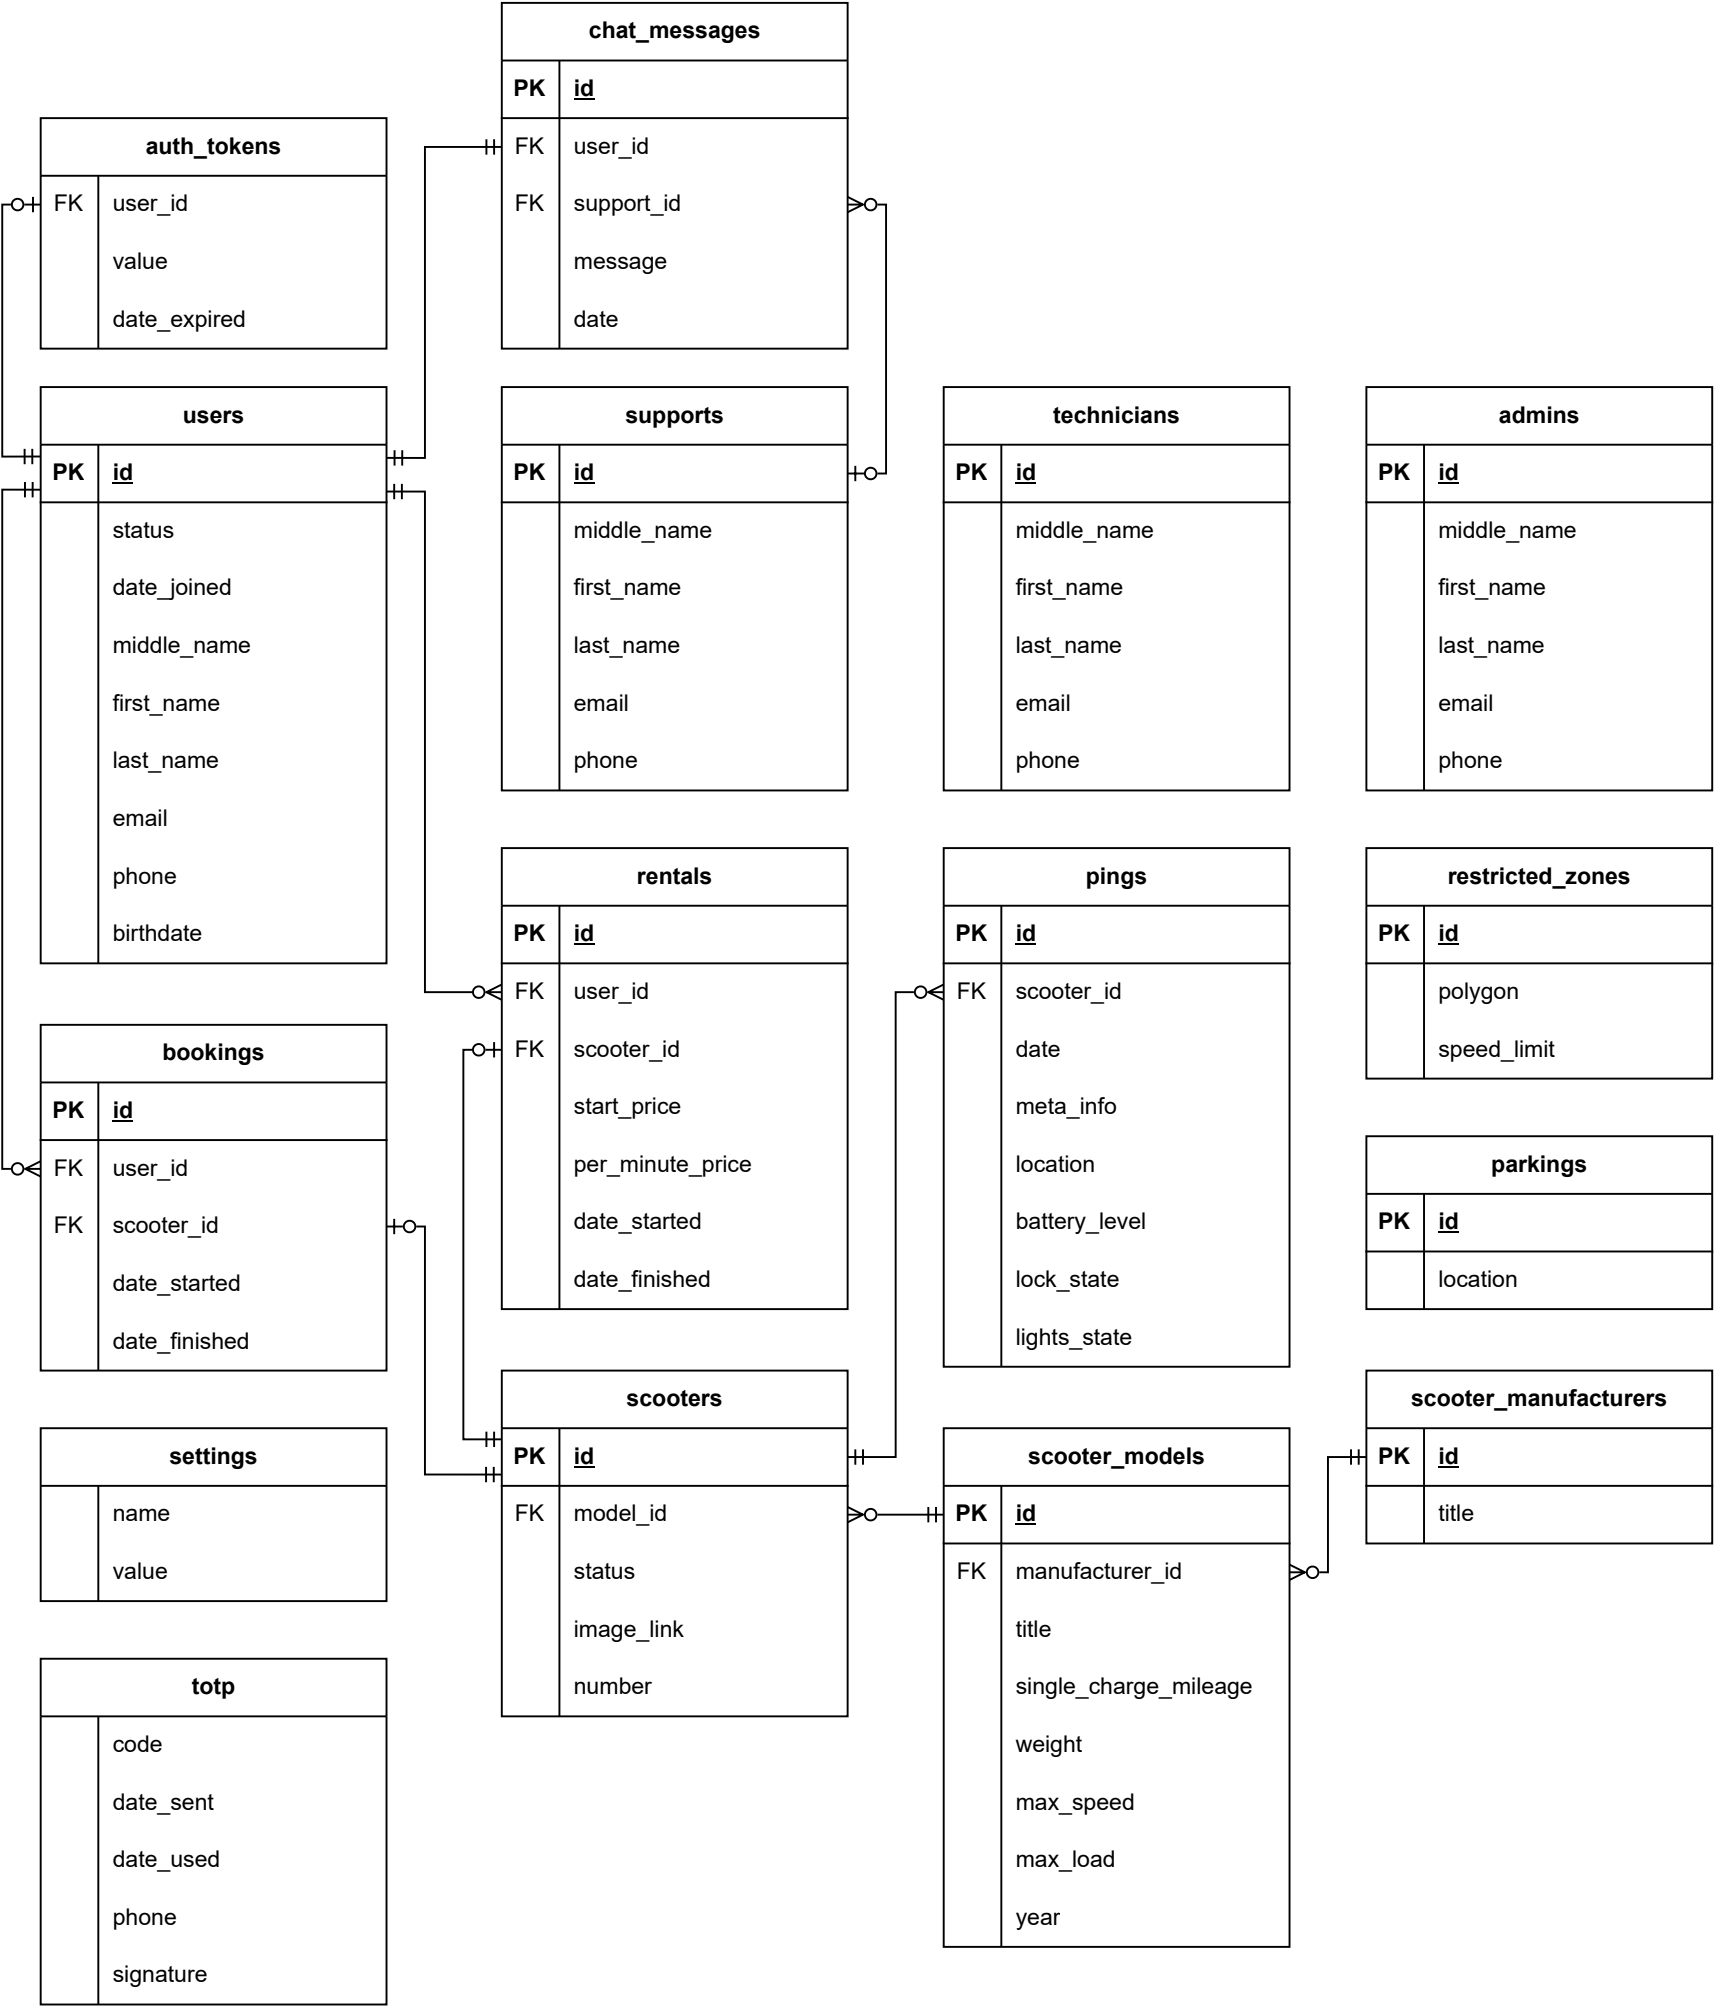 chat_messages
PK id
FK user_id
FK support_id
message
date
auth_tokens
FK user_id
value
date_expired
users
PK id
status
date_joined
middle_name
first_name
last_name
email
phone
birthdate
supports
PK id
middle_name
first_name
last_name
email
phone
technicians
PK id
middle_name
first_name
last_name
email
phone
admins
PK id
middle_name
first_name
last_name
email
phone
rentals
PK id
FK user_id
FK scooter_id
start_price
per_minute_price
date_started
date_finished
pings
PK id
FK scooter_id
date
meta_info
location
battery_level
lock_state
lights_state
restricted_zones
PK id
polygon
speed_limit
bookings
PK id
FK user_id
FK scooter_id
date_started
date_finished
parkings
PK id
location
scooters
PK id
FK model_id
status
image_link
number
scooter_models
PK id
FK manufacturer_id
title
single_charge_mileage
weight
max_speed
max_load
year
scooter_manufacturers
PK id
title
settings
name
value
totp
code
date_sent
date_used
phone
signature